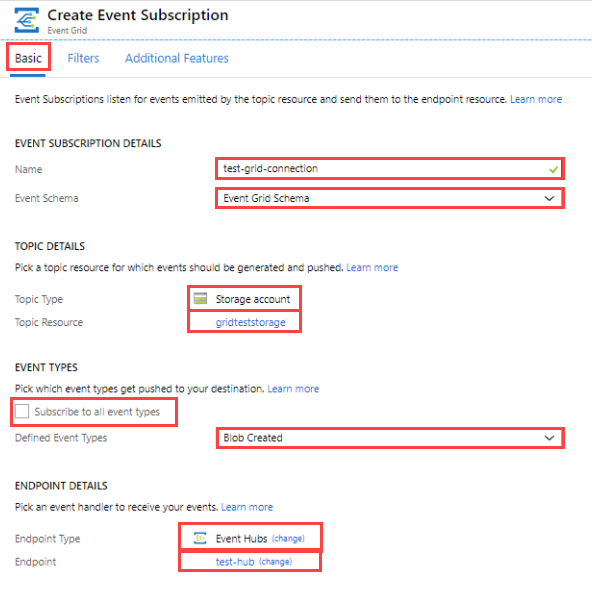 Create Event Subscription
Event Grid
Basic Filters Additional Features
Event Subscriptions listen for events emitted by the topic resource and send them to the endpoint resource. Learn more
EVENT SUBSCRIPTION DETAILS
Name test-grid-connection
Event Schema Event Grid Schema
TOPIC DETAILS
Pick a topic resource for which events should be generated and pushed. Learn more
Topic Type Storage account
Topic Resource gridteststorage
EVENT TYPES
Pick which event types get pushed to your destination. Learn more
Subscribe to all event types
Defined Event Types Blob Created
ENDPOINT DETAILS
Pick an event handler to receive your events. Learn more
Endpoint Type Event Hubs (change)
Endpoint test-hub (change)